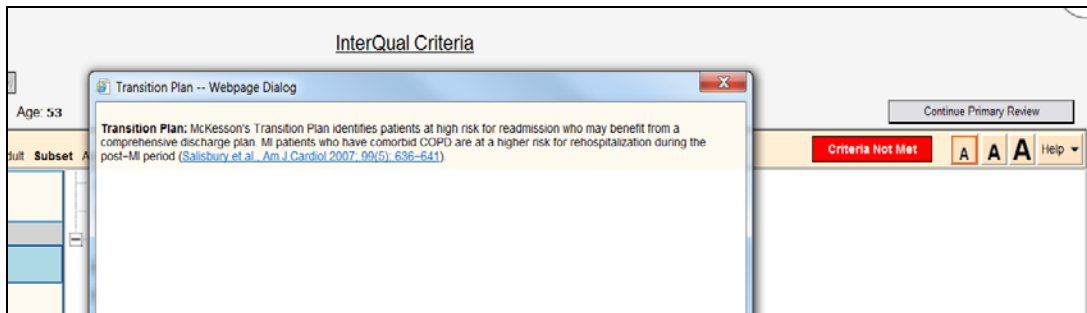 InterQual Criteria
Transition Plan -- Webpage Dialog
X
Age: 53
Continue Primary Review
Transition Plan: McKesson's Transition Plan identifies patients at high risk for readmission who may benefit from a
comprehensive discharge plan. MI patients who have comorbid COPD are at a higher risk for rehospitalization during the
post-MI period (Salisbury et al., Am J Cardiol 2007; 99(5): 636-641).
dult Subset A
Criteria Not Met
A A A Help